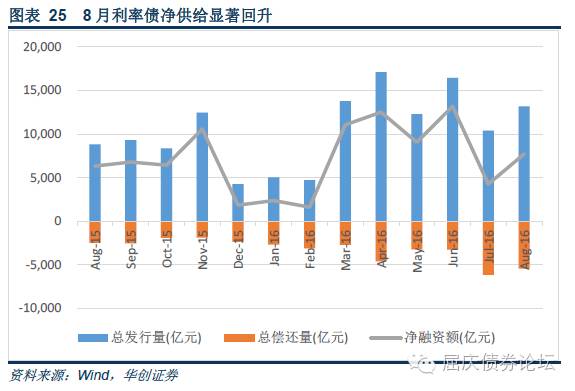 图表 25 8 月利率债净供给显著回升
20,000
15,000
10,000
5,000
0
-5,000
-10,000
Aug-15
Sep-15
Oct-15
Nov-15
Dec-15
Jan-16
Feb-16
Mar-16
Apr-16
May-16
Jun-16
Jul-16
Aug-16
总发行量(亿元) 总偿还量(亿元) 净融资额(亿元)
资料来源：Wind，华创证券
屈庆债券论坛